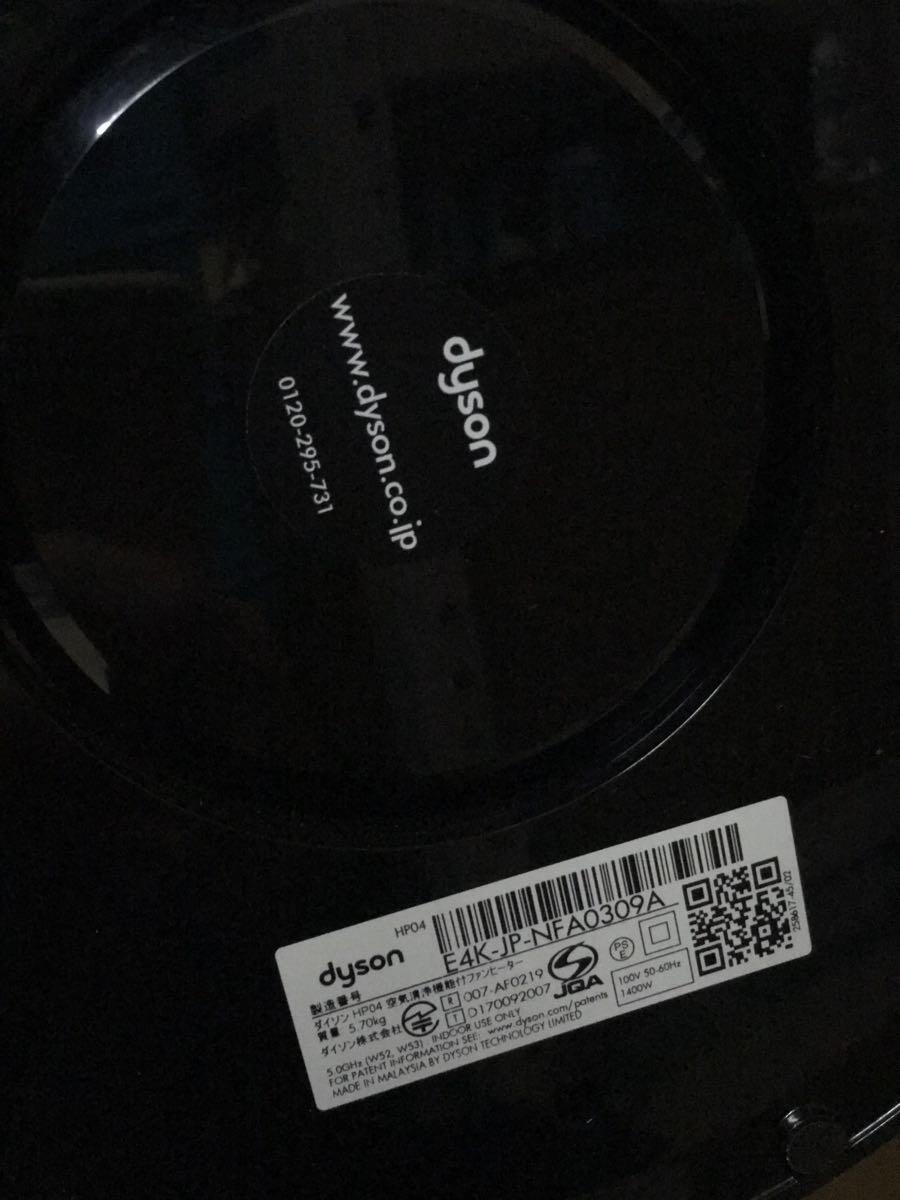 dyson
www.dyson.co.jp
0120-295-731
HP04
dyson
E4K-JP-NFA0309A
製造番号
ダイソン HP04 空気清浄機能付ファンヒーター
質量 5.70kg
ダイソン株式会社
R 007-AF0219
T D170092007
JQA
PS E
100V 50-60Hz
1400W
5.0GHz (W52, W53) INDOOR USE ONLY
FOR PATENT INFORMATION SEE: www.dyson.com/patents
MADE IN MALAYSIA BY DYSON TECHNOLOGY LIMITED
258617-45/02